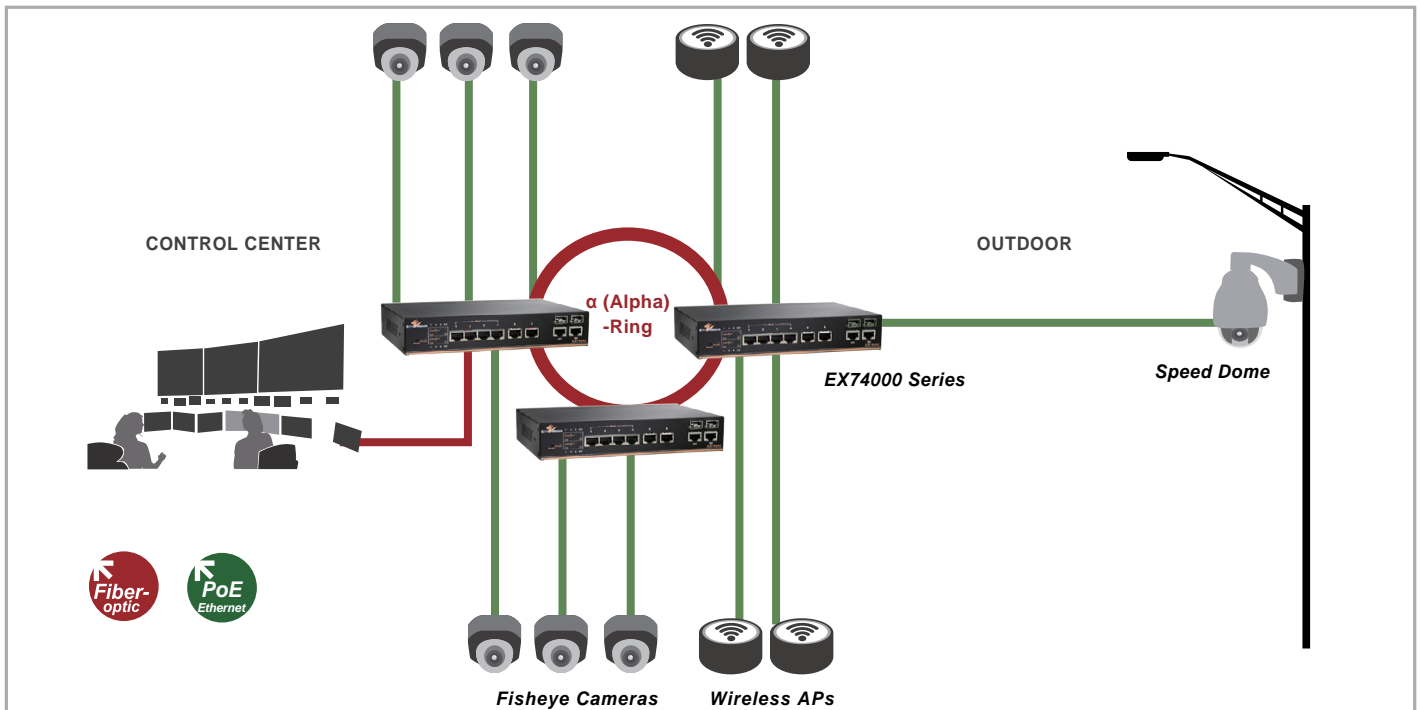 CONTROL CENTER
OUTDOOR
α (Alpha)
-Ring
EX74000 Series
Speed Dome
Fiber-
optic
PoE
Ethernet
Fisheye Cameras
Wireless APs